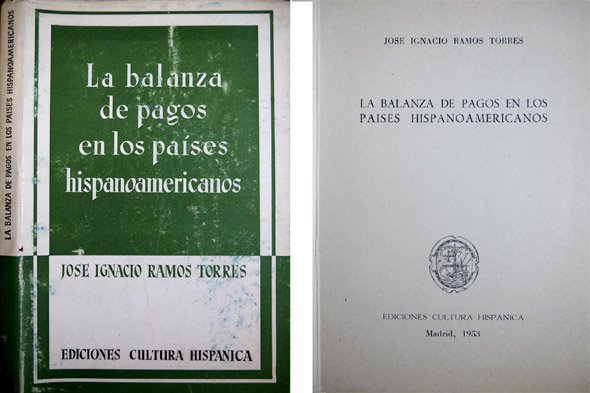 LA BALANZA DE PAGOS EN LOS PAISES HISPANOAMERICANOS
La balanza
de pagos
en los países
hispanoamericanos
JOSE IGNACIO RAMOS TORRES
EDICIONES CULTURA HISPANICA
JOSE IGNACIO RAMOS TORRES
LA BALANZA DE PAGOS EN LOS
PAISES HISPANOAMERICANOS
EDICIONES CULTURA HISPANICA
Madrid, 1953